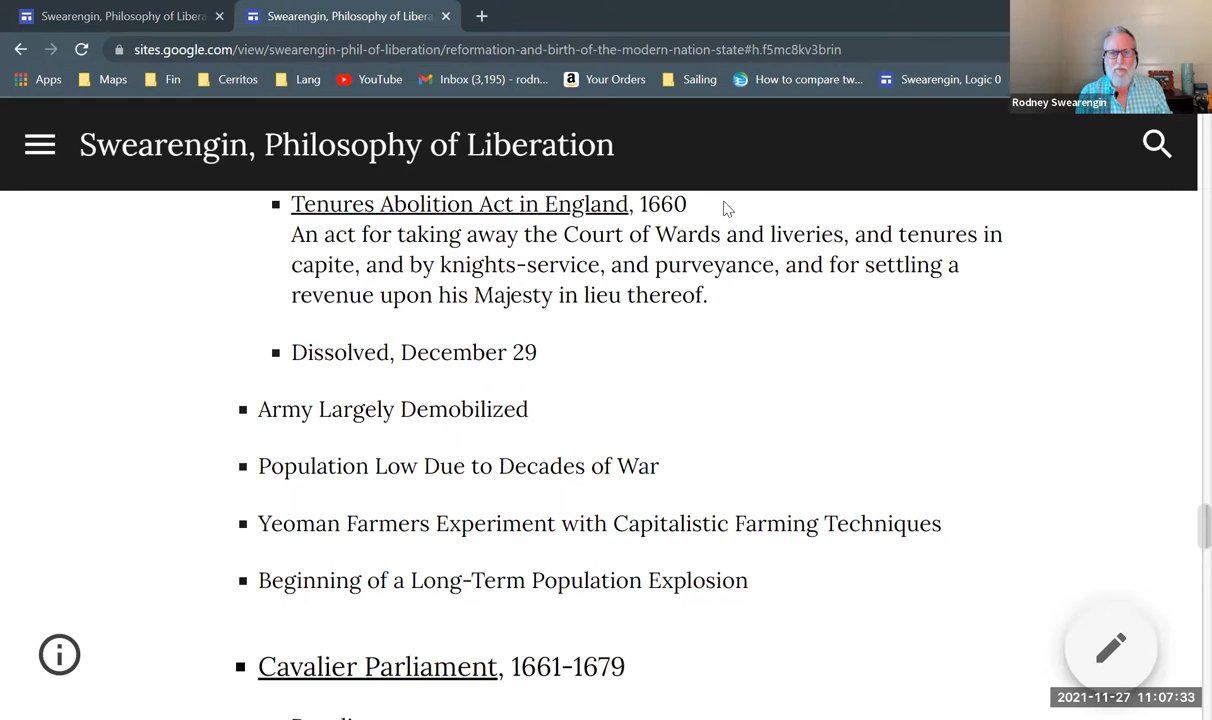 Swearengin, Philosophy of Libera
Swearengin, Philosophy of Libera
sites.google.com/view/swearengin-phil-of-liberation/reformation-and-birth-of-the-modern-nation-state#h.f5mc8kv3brin
Apps Maps Fin Cerritos Lang YouTube Inbox (3,195) - rodn... Your Orders Sailing How to compare tw... Swearengin, Logic 0
Rodney Swearengin
Swearengin, Philosophy of Liberation
Tenures Abolition Act in England, 1660
An act for taking away the Court of Wards and liveries, and tenures in
capite, and by knights-service, and purveyance, and for settling a
revenue upon his Majesty in lieu thereof.
Dissolved, December 29
Army Largely Demobilized
Population Low Due to Decades of War
Yeoman Farmers Experiment with Capitalistic Farming Techniques
Beginning of a Long-Term Population Explosion
Cavalier Parliament, 1661-1679
2021-11-27 11:07:33